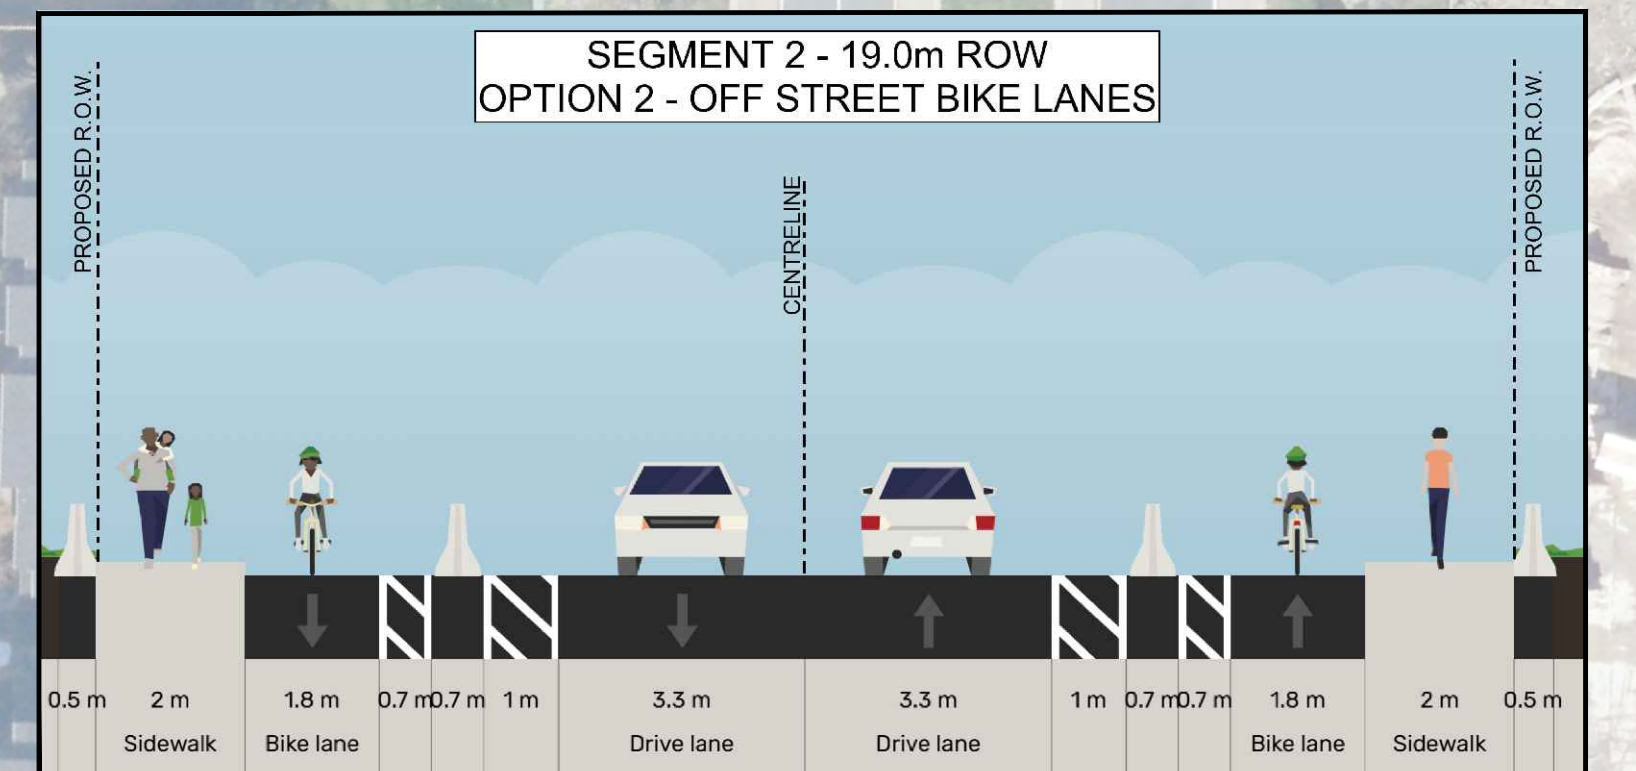 SEGMENT 2 - 19.0m ROW
OPTION 2 - OFF STREET BIKE LANES
PROPOSED R.O.W.
CENTRELINE
PROPOSED R.O.W.
0.5 m 2 m 1.8 m 0.7 m 0.7 m 1 m 3.3 m 3.3 m 1 m 0.7 m 0.7 m 1.8 m 2 m 0.5 m
Sidewalk Bike lane Drive lane Drive lane Bike lane Sidewalk